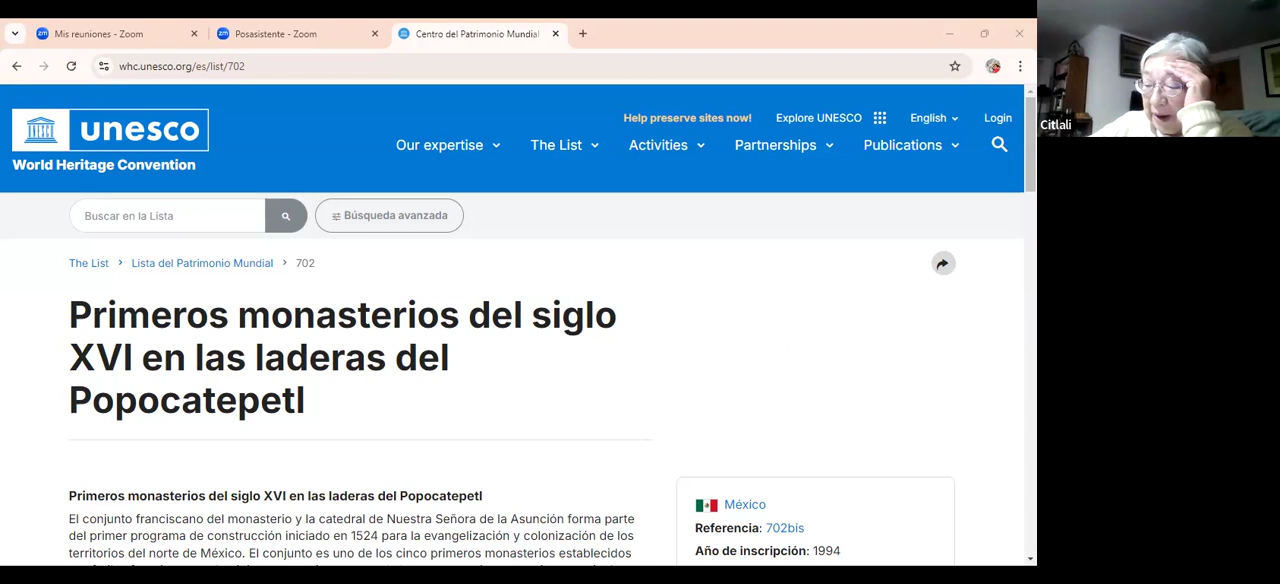 Mis reuniones - Zoom
Posasistente - Zoom
Centro del Patrimonio Mundial
whc.unesco.org/es/list/702
Citlali
unesco
World Heritage Convention
Help preserve sites now!
Explore UNESCO
English
Login
Our expertise
The List
Activities
Partnerships
Publications
Buscar en la Lista
Búsqueda avanzada
The List > Lista del Patrimonio Mundial > 702
Primeros monasterios del siglo
XVI en las laderas del
Popocatepetl
Primeros monasterios del siglo XVI en las laderas del Popocatepetl
El conjunto franciscano del monasterio y la catedral de Nuestra Señora de la Asunción forma parte
del primer programa de construcción iniciado en 1524 para la evangelización y colonización de los
territorios del norte de México. El conjunto es uno de los cinco primeros monasterios establecidos
México
Referencia: 702bis
Año de inscripción: 1994